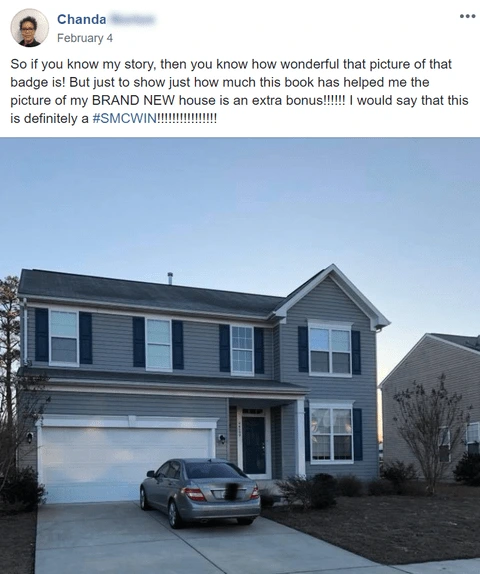 Chanda
February 4
So if you know my story, then you know how wonderful that picture of that
badge is! But just to show just how much this book has helped me the
picture of my BRAND NEW house is an extra bonus!!!!!! I would say that this
is definitely a #SMCWIN!!!!!!!!!!!!!!!!